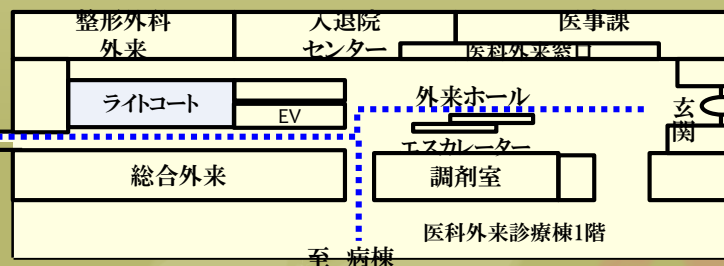 整形外科
外来
入退院
センター
医事課
医科外来窓口
ライトコート
EV
外来ホール
エスカレーター
玄関
総合外来
調剤室
医科外来診療棟1階
至 病棟